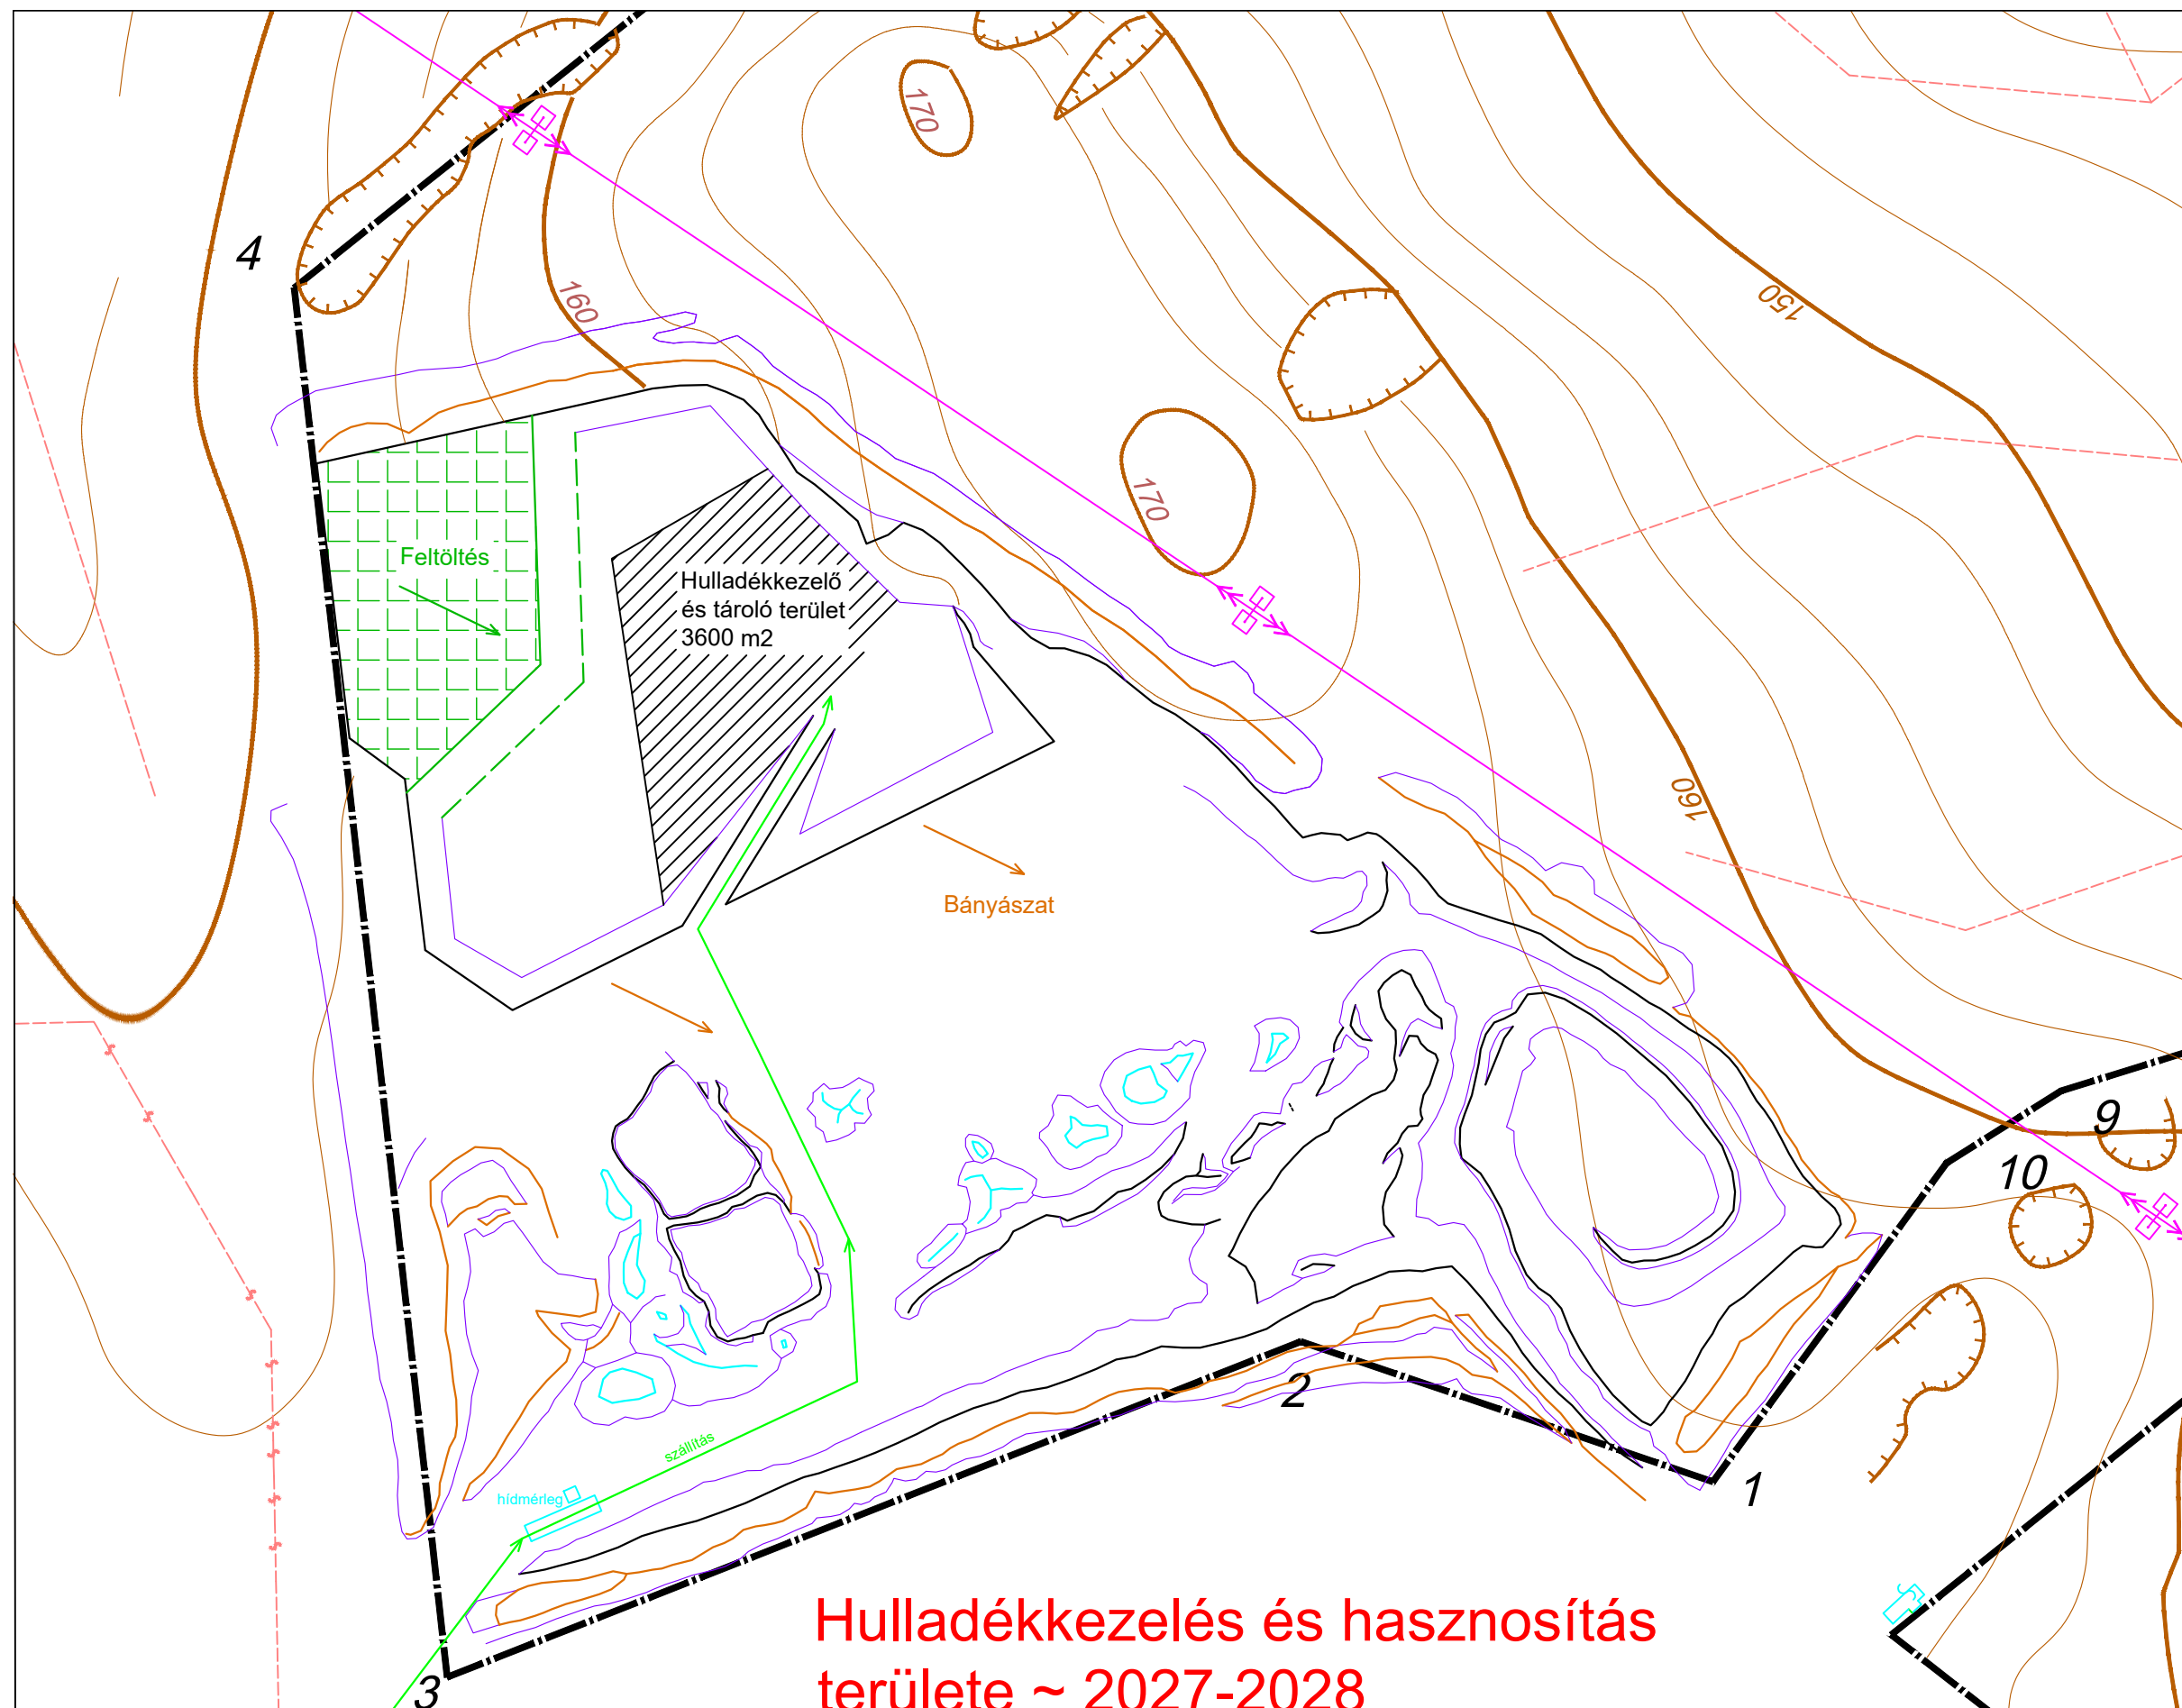 170
4
160
150
170
Feltöltés
Hulladékkezelő
és tároló terület
3600 m2
160
Bányászat
9
10
2
szállítás
hídmérleg
1
Hulladékkezelés és hasznosítás
területe ~ 2027-2028
3